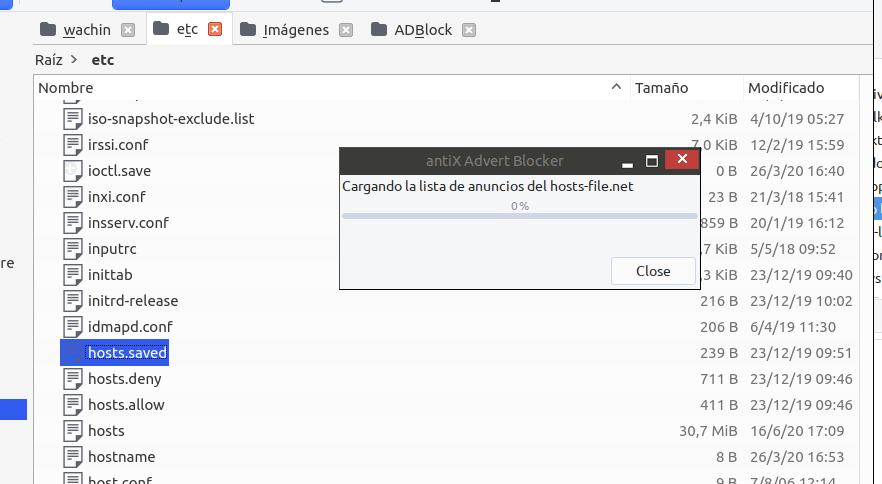 wachin
etc
Imágenes
ADBlock
Raíz > etc
Nombre Tamaño Modificado
iso-snapshot-exclude.list 2,4 KiB 4/10/19 05:27
irssi.conf 7,0 KiB 12/2/19 15:59
ioctl.save 0 B 26/3/20 16:40
inxi.conf 23 B 21/3/18 15:41
insserv.conf 859 B 20/1/19 16:12
inputrc ,7 KiB 5/5/18 09:52
inittab ,3 KiB 23/12/19 09:40
initrd-release 216 B 23/12/19 10:02
idmapd.conf 206 B 6/4/19 11:30
hosts.saved 239 B 23/12/19 09:51
hosts.deny 711 B 23/12/19 09:46
hosts.allow 411 B 23/12/19 09:46
hosts 30,7 MiB 16/6/20 17:09
hostname 8 B 26/3/20 16:53
host.conf 9 B 7/8/06 12:14
antiX Advert Blocker
Cargando la lista de anuncios del hosts-file.net
0%
Close
re